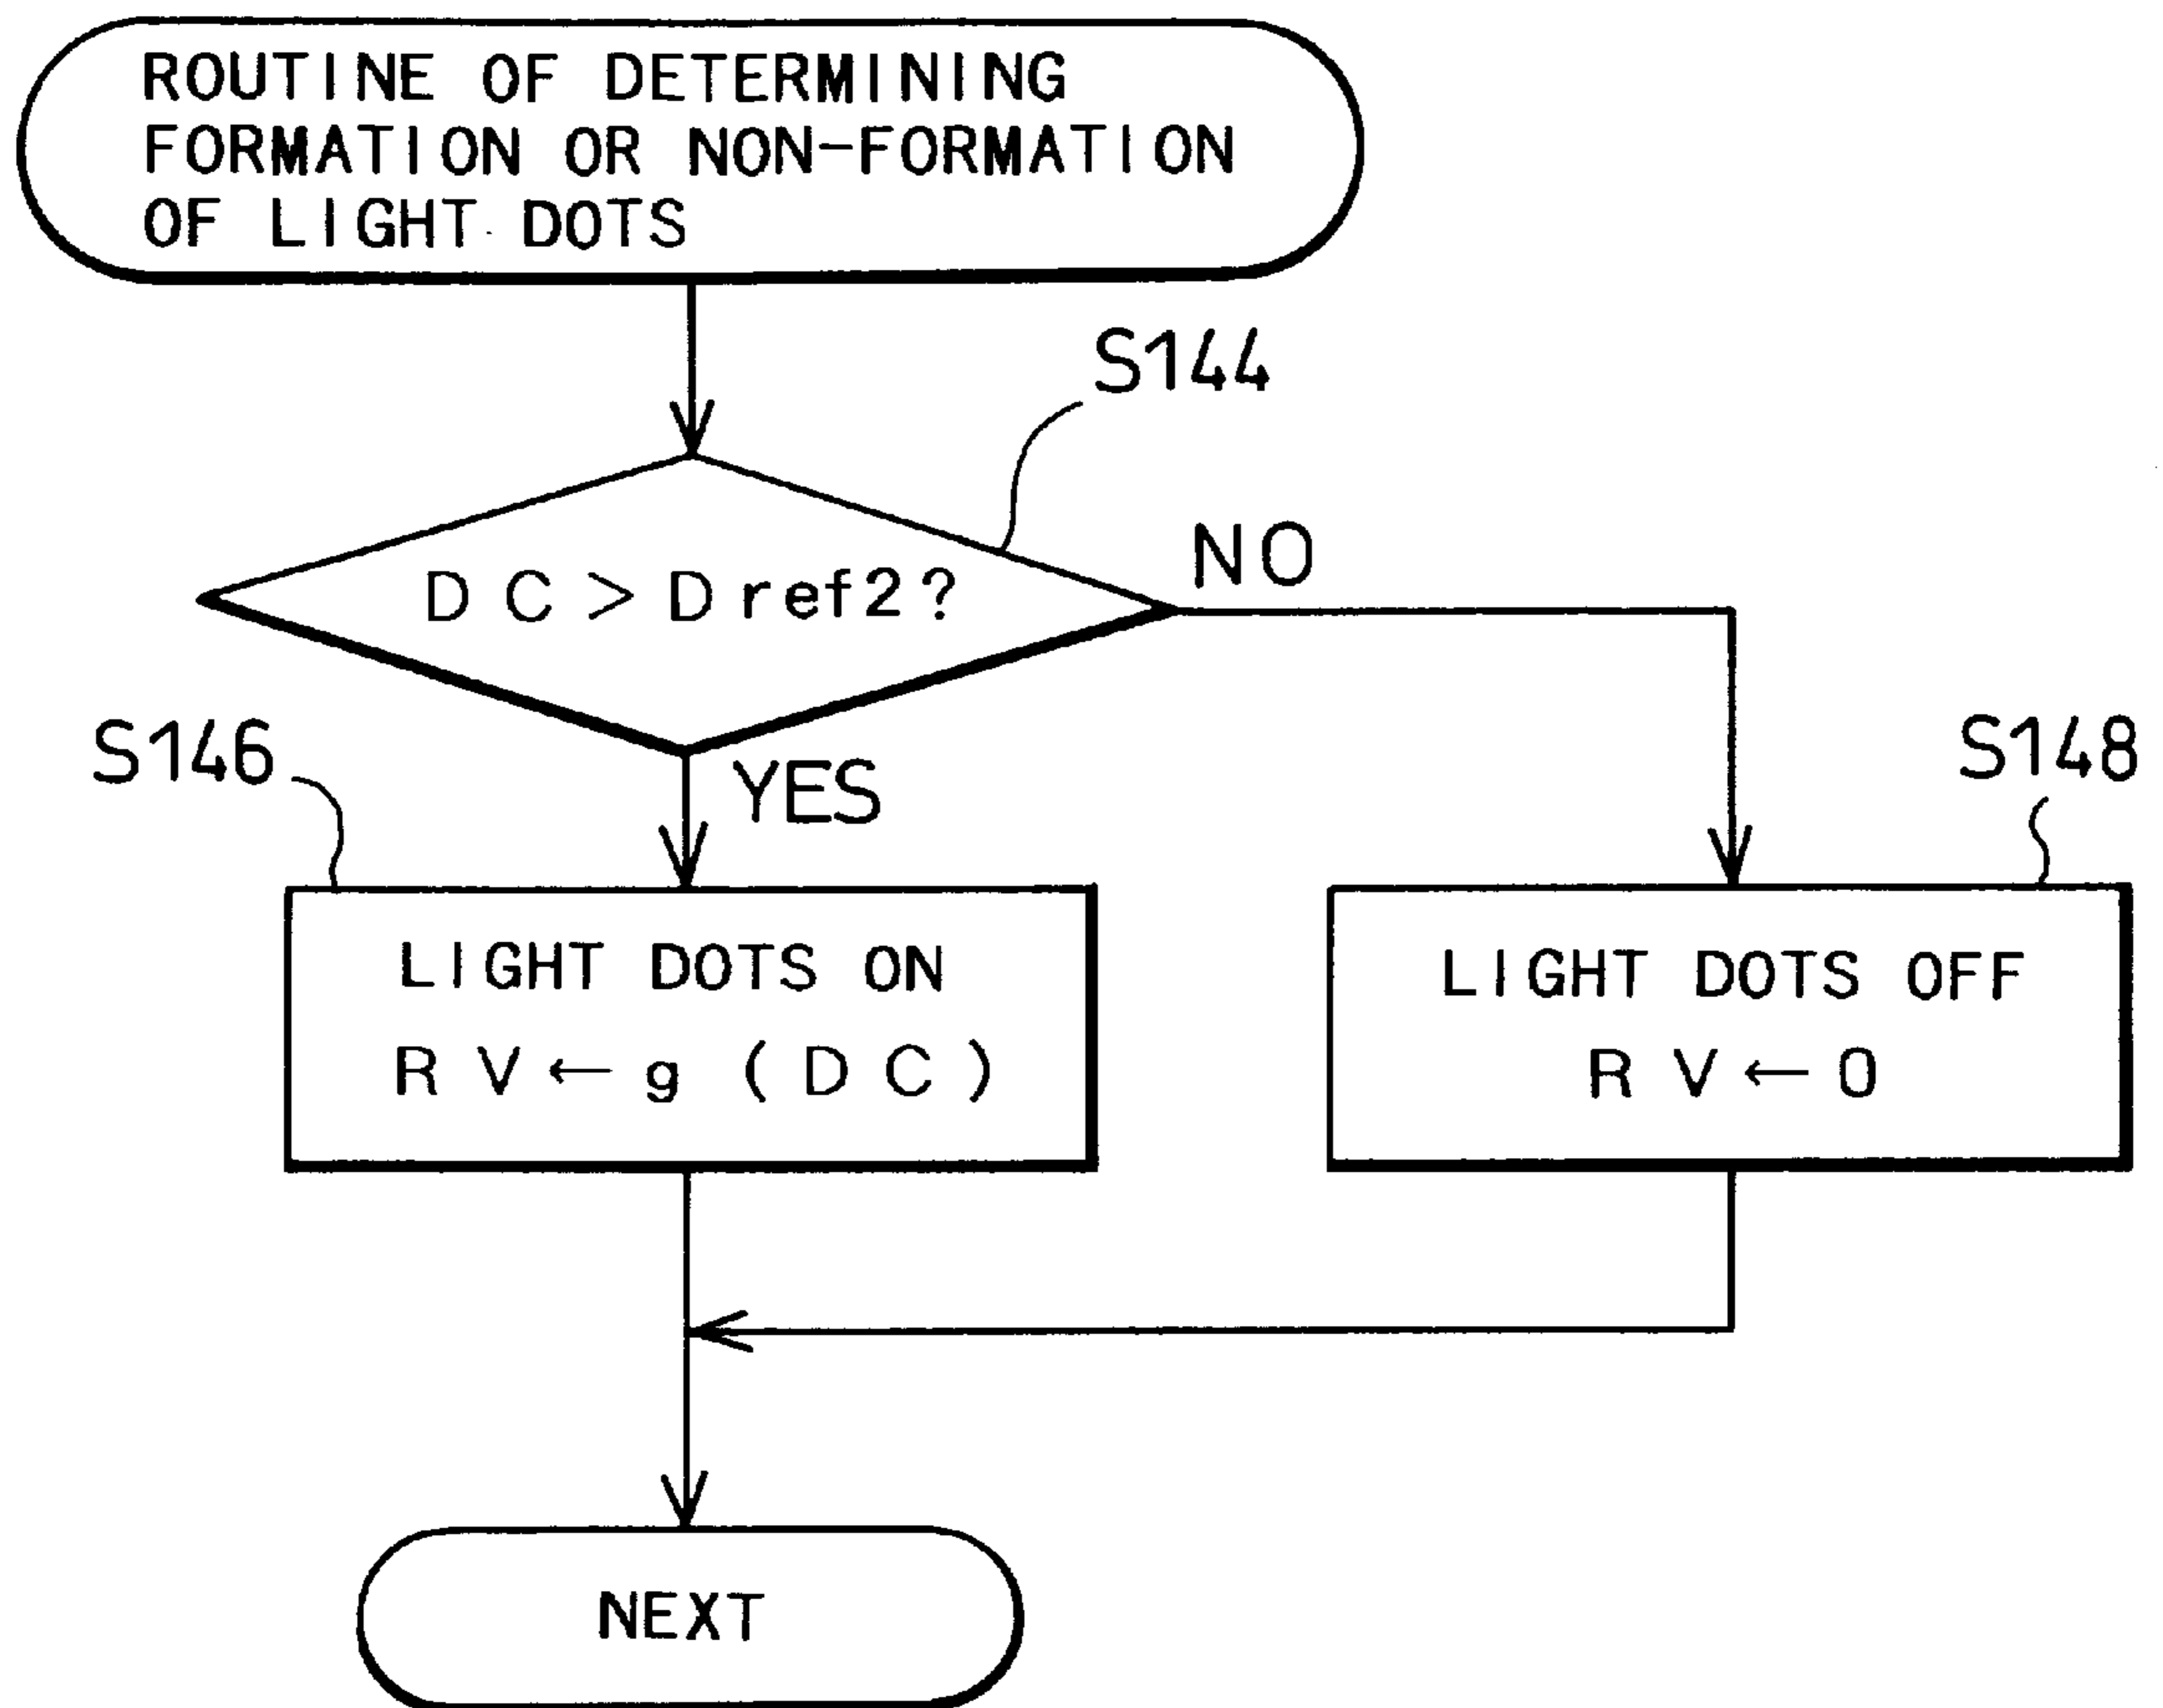 ROUTINE OF DETERMINING
FORMATION OR NON-FORMATION
OF LIGHT DOTS
S144
DC>Dref2?
NO
S146
YES
S148
LIGHT DOTS ON
RV←g(DC)
LIGHT DOTS OFF
RV←0
NEXT